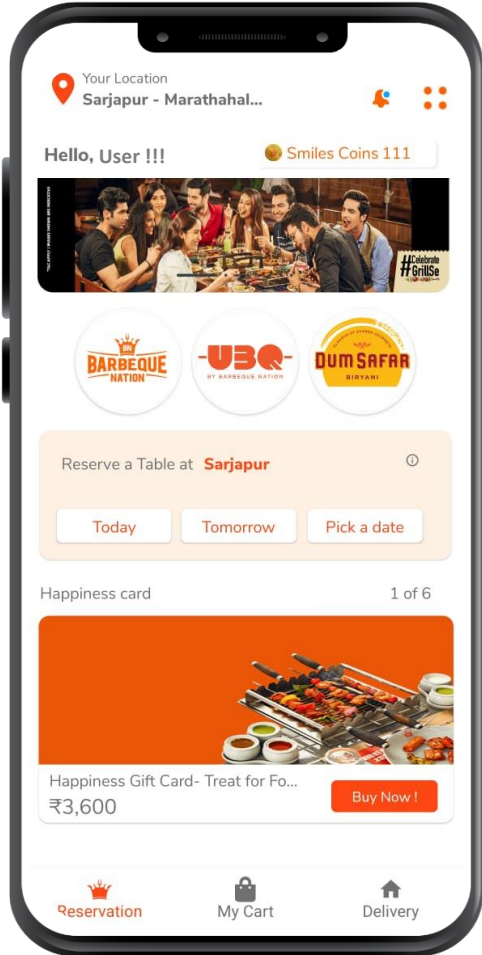 Your Location
Sarjapur - Marathahal...
Hello, User !!!
Smiles Coins 111
#Celebrate
GrillSe
BARBEQUE
NATION
-UBQ-
BY BARBEQUE NATION
DUM SAFAR
BIRYANI
Reserve a Table at Sarjapur
Today
Tomorrow
Pick a date
Happiness card
1 of 6
Happiness Gift Card- Treat for Fo...
₹3,600
Buy Now !
Reservation
My Cart
Delivery